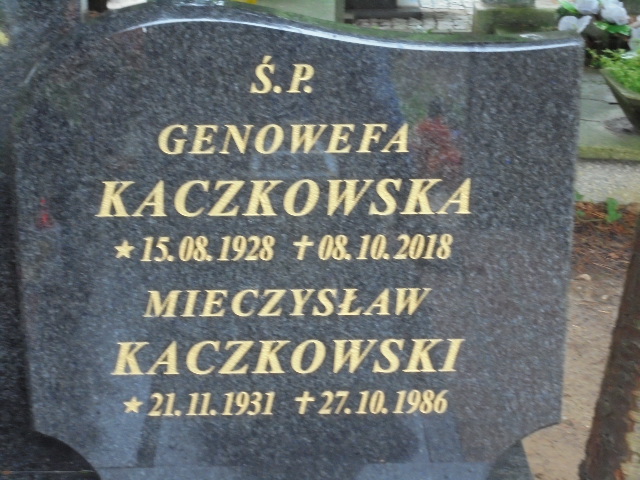 Ś.P.
GENOWEFA
KACZKOWSKA
★ 15.08.1928 ✝ 08.10.2018
MIECZYSŁAW
KACZKOWSKI
★ 21.11.1931 ✝ 27.10.1986